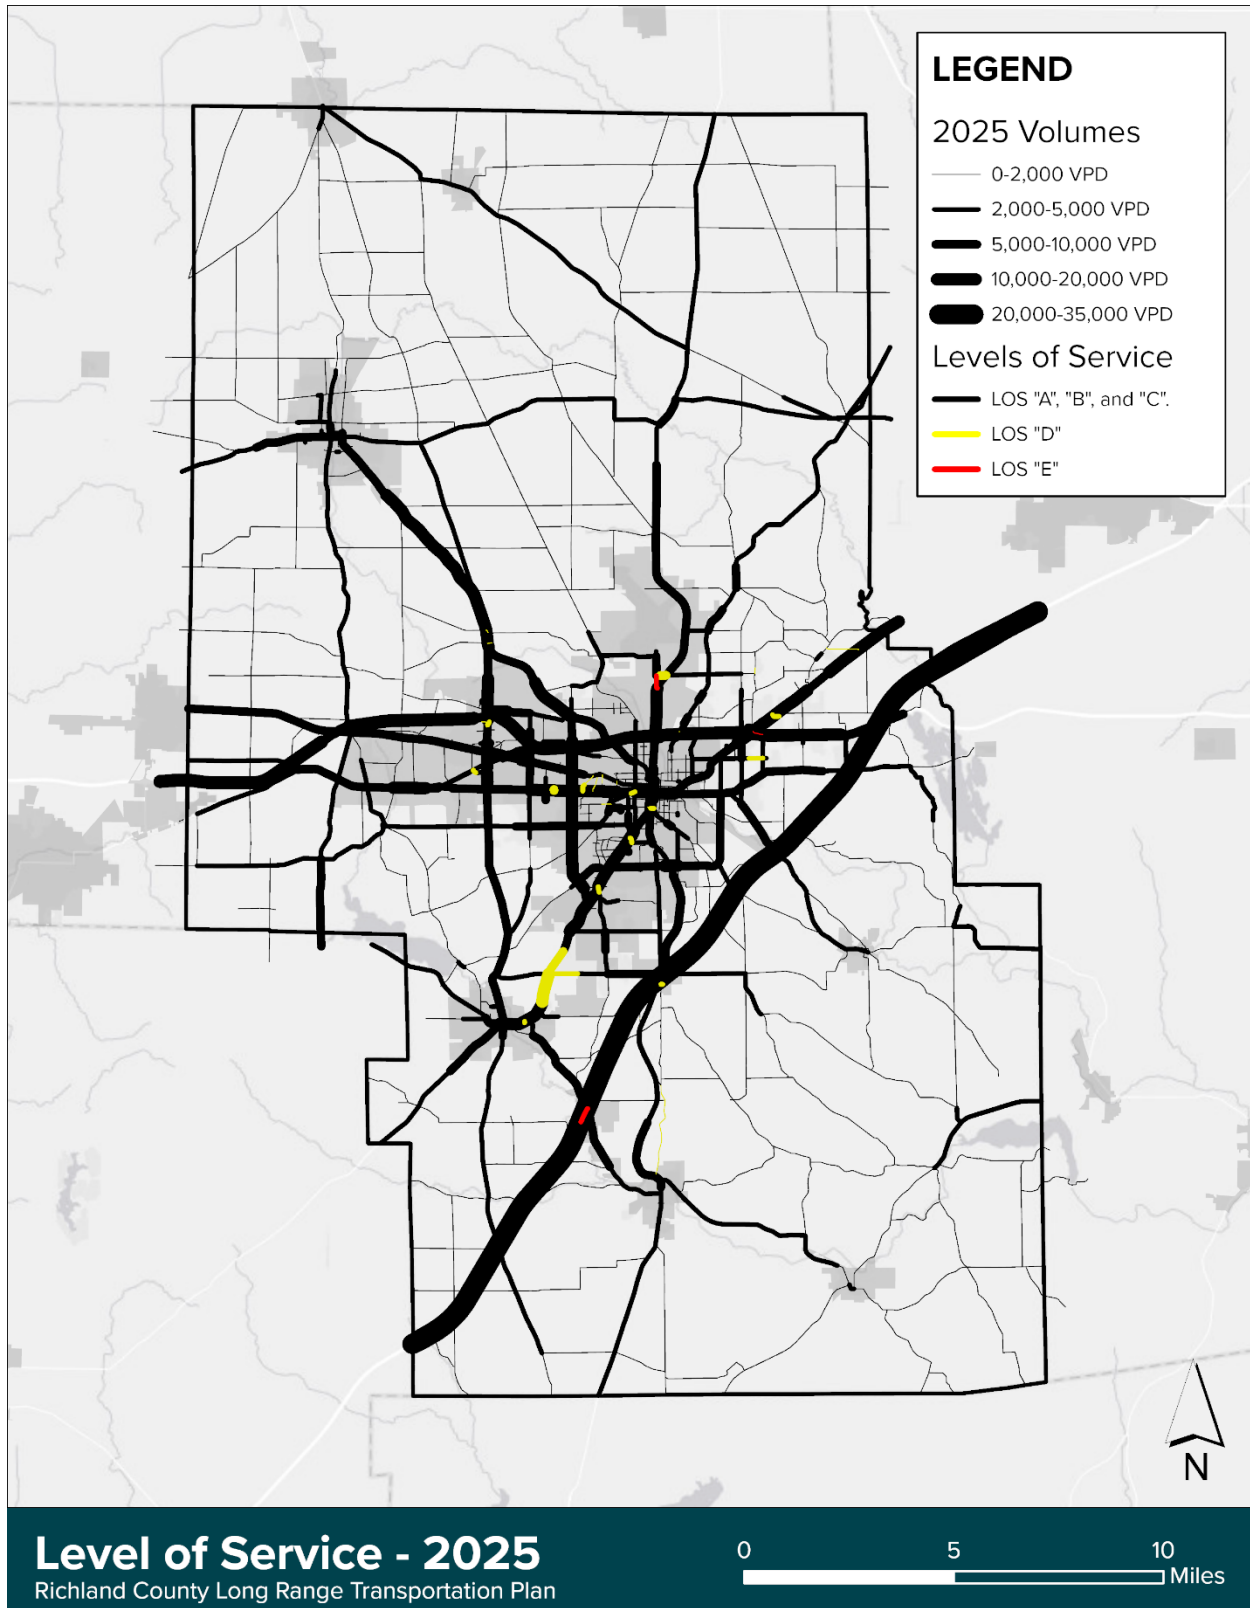 LEGEND
2025 Volumes
0-2,000 VPD
2,000-5,000 VPD
5,000-10,000 VPD
10,000-20,000 VPD
20,000-35,000 VPD
Levels of Service
LOS "A", "B", and "C".
LOS "D"
LOS "E"
N
Level of Service - 2025
Richland County Long Range Transportation Plan
0 5 10
Miles